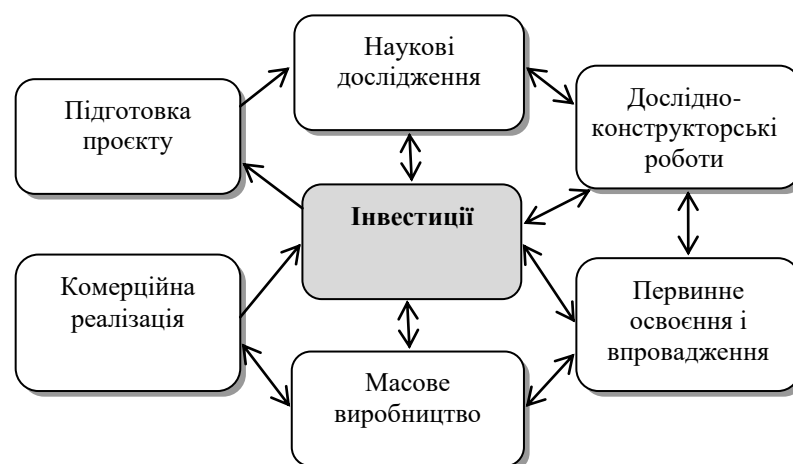 Наукові
дослідження
Підготовка
проєкту
Дослідно-
конструкторські
роботи
Інвестиції
Комерційна
реалізація
Первинне
освоєння і
впровадження
Масове
виробництво